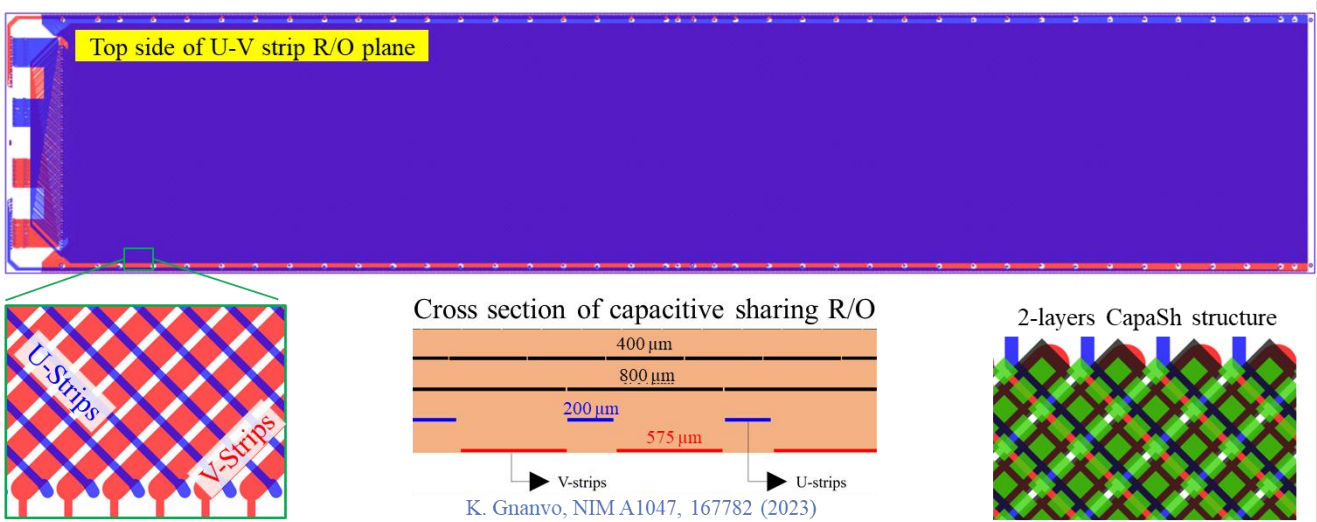 Top side of U-V strip R/O plane
U-Strips
V-Strips
Cross section of capacitive sharing R/O
400 μm
800 μm
200 μm
575 μm
V-strips
U-strips
K. Gnanvo, NIM A1047, 167782 (2023)
2-layers CapaSh structure